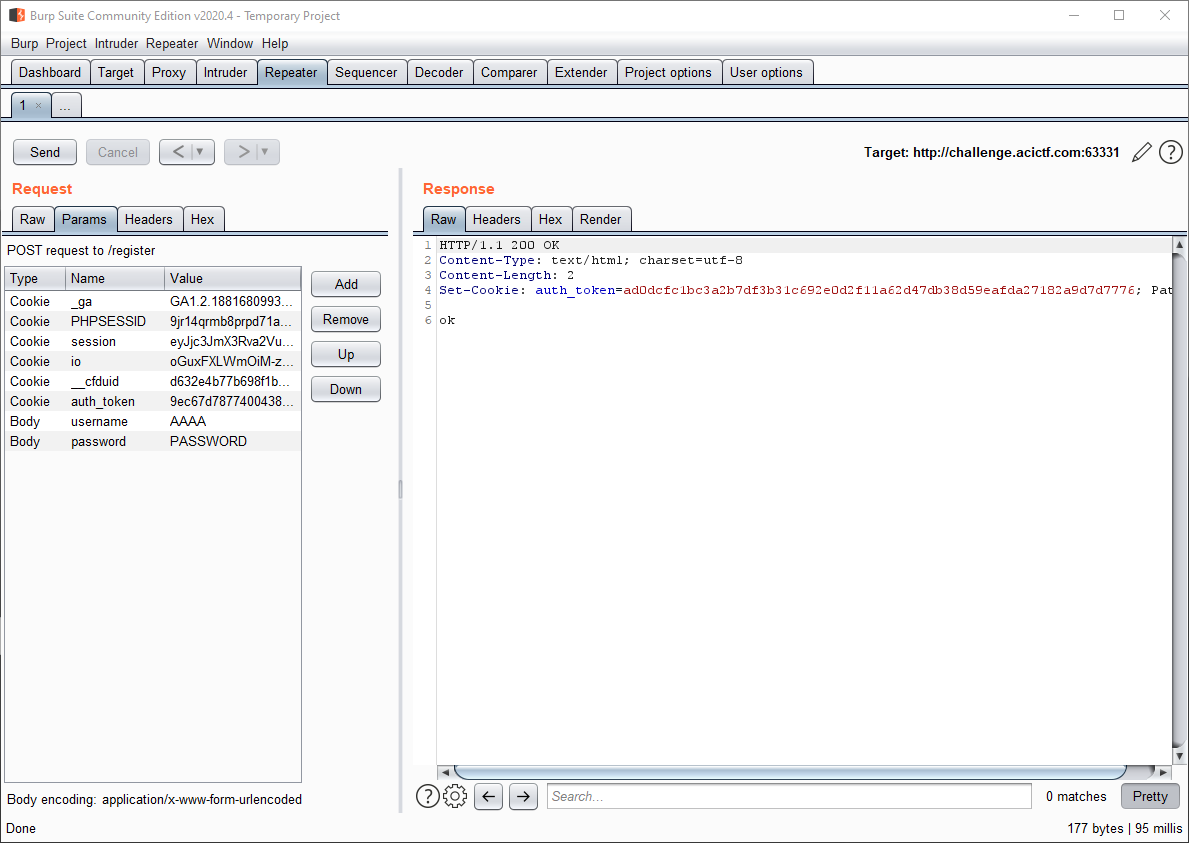 Burp Suite Community Edition v2020.4 - Temporary Project
Burp Project Intruder Repeater Window Help
Dashboard Target Proxy Intruder Repeater Sequencer Decoder Comparer Extender Project options User options
1 × ...
Send Cancel < | ▼ > | ▼ Target: http://challenge.acictf.com:63331 ?
Request
Raw Params Headers Hex
POST request to /register
Type Name Value
Cookie _ga GA1.2.1881680993...
Cookie PHPSESSID 9jr14qrmb8prpd71a...
Cookie session eyJjc3JmX3Rva2Vu...
Cookie io oGuxFXLWmOiM-z...
Cookie __cfduid d632e4b77b698f1b...
Cookie auth_token 9ec67d7877400438...
Body username AAAA
Body password PASSWORD
Add
Remove
Up
Down
Body encoding: application/x-www-form-urlencoded
Done
Response
Raw Headers Hex Render
1 HTTP/1.1 200 OK
2 Content-Type: text/html; charset=utf-8
3 Content-Length: 2
4 Set-Cookie: auth_token=ad0dcfc1bc3a2b7df3b31c692e0d2f11a62d47db38d59eafda27182a9d7d7776; Pat
5
6 ok
? Search... 0 matches Pretty
177 bytes | 95 millis